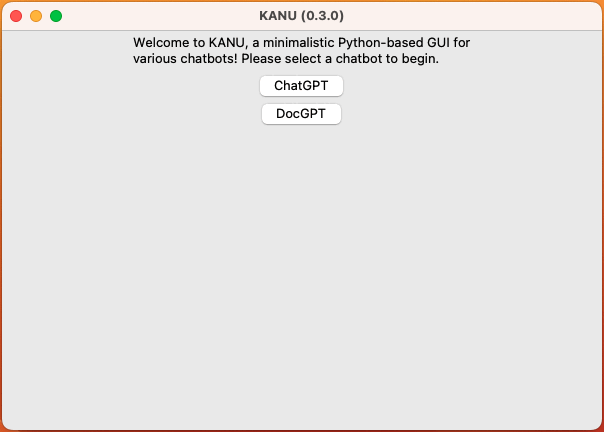 KANU (0.3.0)
Welcome to KANU, a minimalistic Python-based GUI for
various chatbots! Please select a chatbot to begin.
ChatGPT
DocGPT